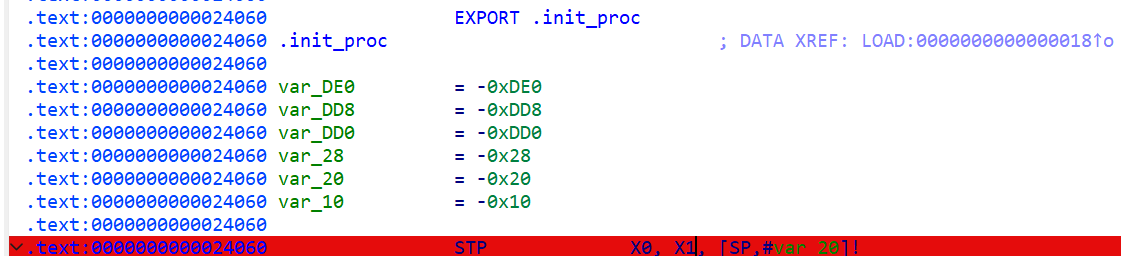 .text:0000000000024060                 EXPORT .init_proc
.text:0000000000024060 .init_proc                              ; DATA XREF: LOAD:0000000000000018↑o
.text:0000000000024060
.text:0000000000024060 var_DE0         = -0xDE0
.text:0000000000024060 var_DD8         = -0xDD8
.text:0000000000024060 var_DD0         = -0xDD0
.text:0000000000024060 var_28          = -0x28
.text:0000000000024060 var_20          = -0x20
.text:0000000000024060 var_10          = -0x10
.text:0000000000024060
.text:0000000000024060                 STP             X0, X1, [SP,#var_20]!